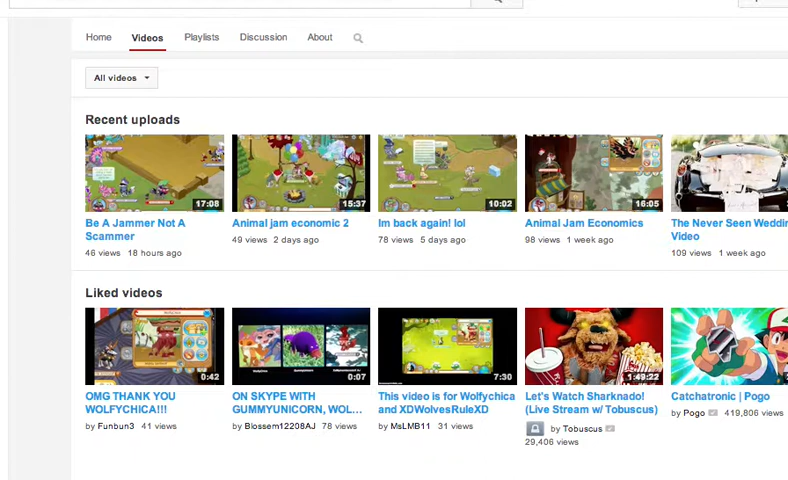 Home Videos Playlists Discussion About
All videos
Recent uploads
17:08 15:37 10:02 16:05
Be A Jammer Not A Animal jam economic 2 Im back again! lol Animal Jam Economics The Never Seen Weddin
Scammer 49 views 2 days ago 78 views 5 days ago 98 views 1 week ago Video
46 views 18 hours ago 109 views 1 week ago
Liked videos
0:42 0:07 7:30 1:49:22
OMG THANK YOU ON SKYPE WITH This video is for Wolfychica Let's Watch Sharknado! Catchatronic | Pogo
WOLFYCHICA!!! GUMMYUNICORN, WOL... and XDWolvesRuleXD (Live Stream w/ Tobuscus) by Pogo 419,806 views
by Funbun3 41 views by Blossem12208AJ 78 views by MsLMB11 31 views by Tobuscus
29,406 views